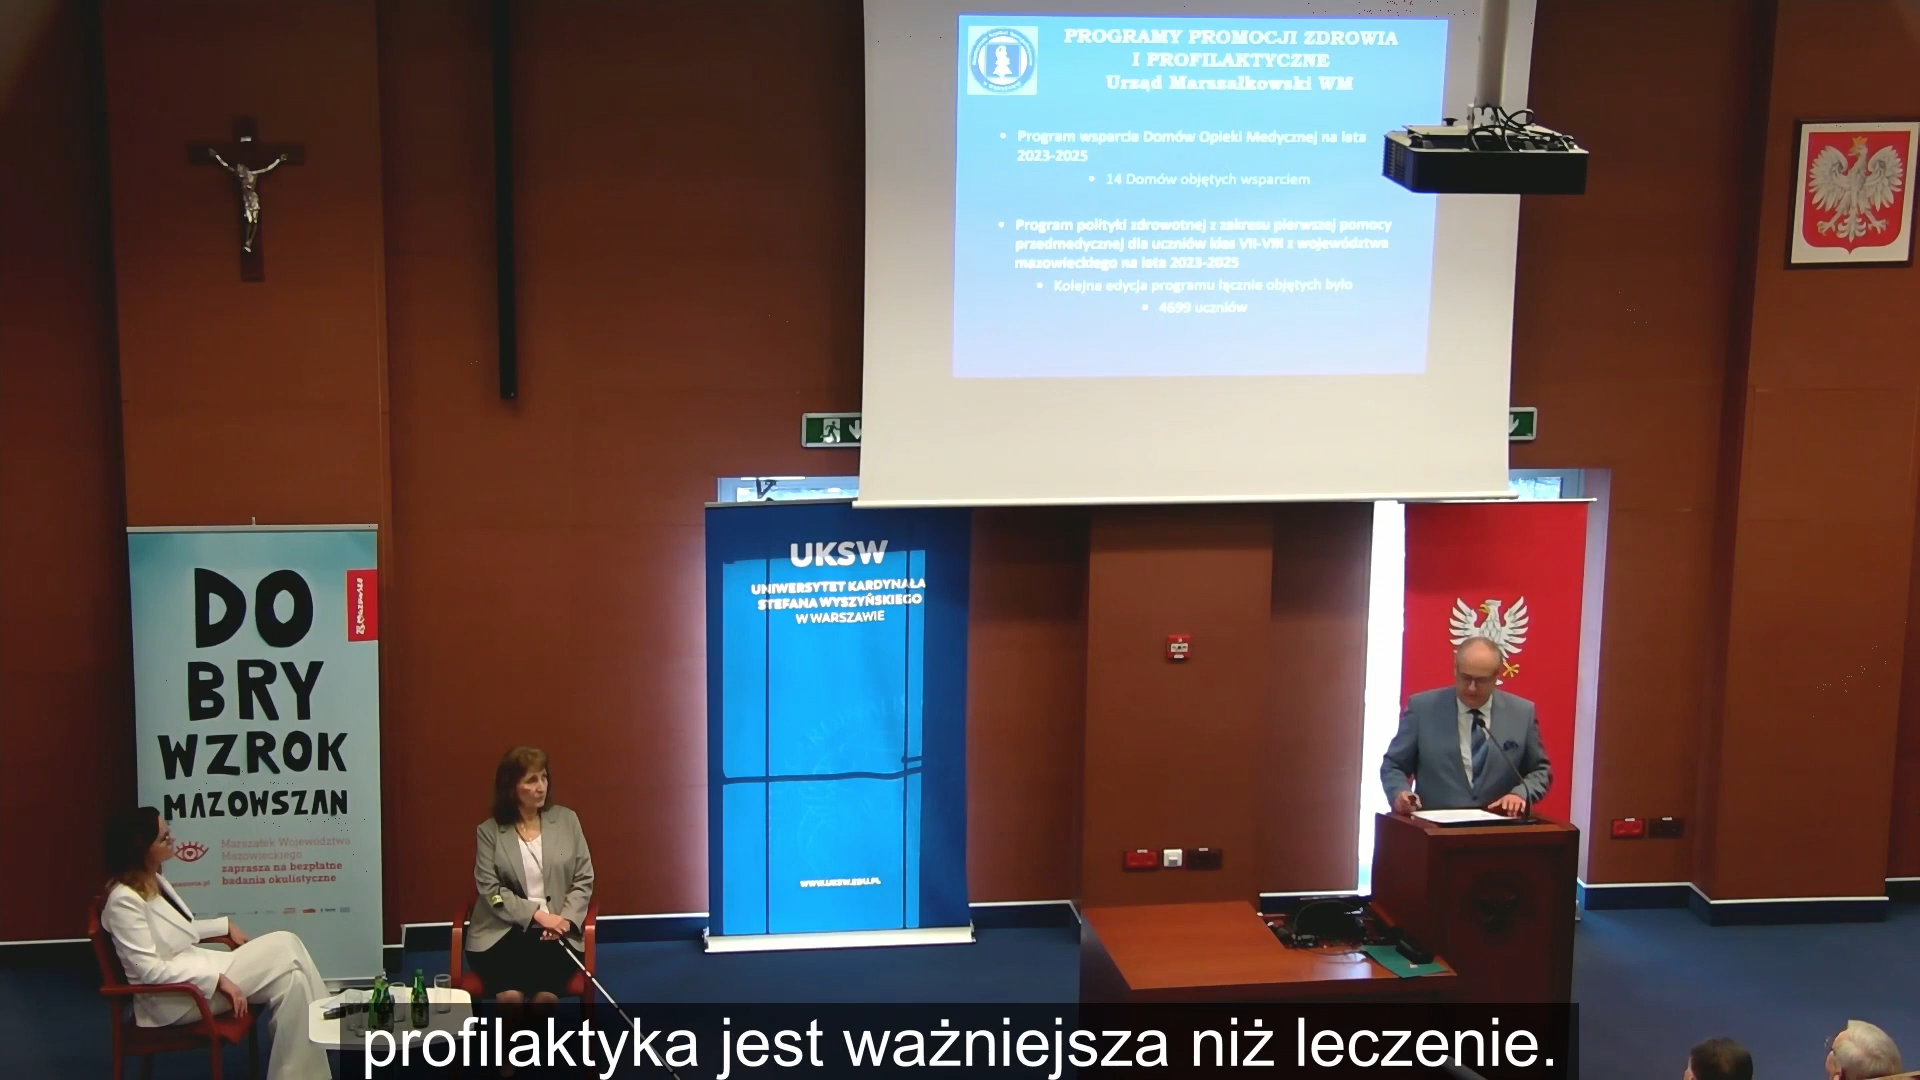 PROGRAMY PROMOCJI ZDROWIA
I PROFILAKTYCZNE
Urząd Marszałkowski WM
• Program wsparcia Domów Opieki Medycznej na lata
2023-2025
• 14 Domów objętych wsparciem
• Program polityki zdrowotnej z zakresu pierwszej pomocy
przedmedycznej dla uczniów klas VII-VIII z województwa
mazowieckiego na lata 2023-2025
• Kolejna edycja programu łącznie objętych było
• 4699 uczniów
DO
BRY
WZROK
MAZOWSZAN
Mazowsze
Marszałek Województwa
Mazowieckiego
zaprasza na bezpłatne
badania okulistyczne
UKSW
UNIWERSYTET KARDYNAŁA
STEFANA WYSZYŃSKIEGO
W WARSZAWIE
WWW.UKSW.EDU.PL
profilaktyka jest ważniejsza niż leczenie.